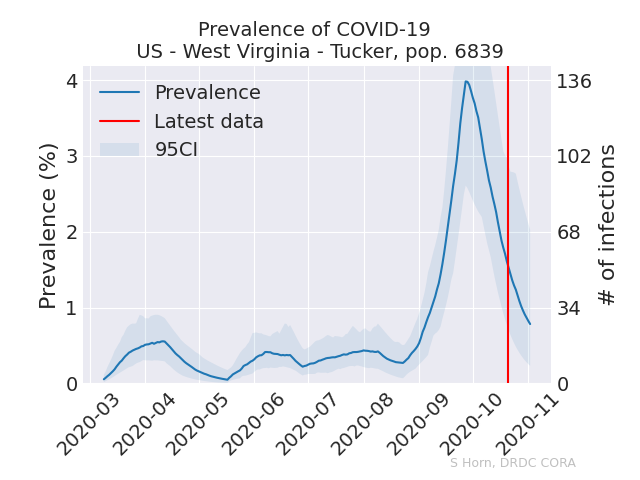 Prevalence of COVID-19
US - West Virginia - Tucker, pop. 6839
Prevalence
Latest data
95CI
Prevalence (%)
4
3
2
1
0
136
102
68
34
0
# of infections
2020-03
2020-04
2020-05
2020-06
2020-07
2020-08
2020-09
2020-10
2020-11
S Horn, DRDC CORA